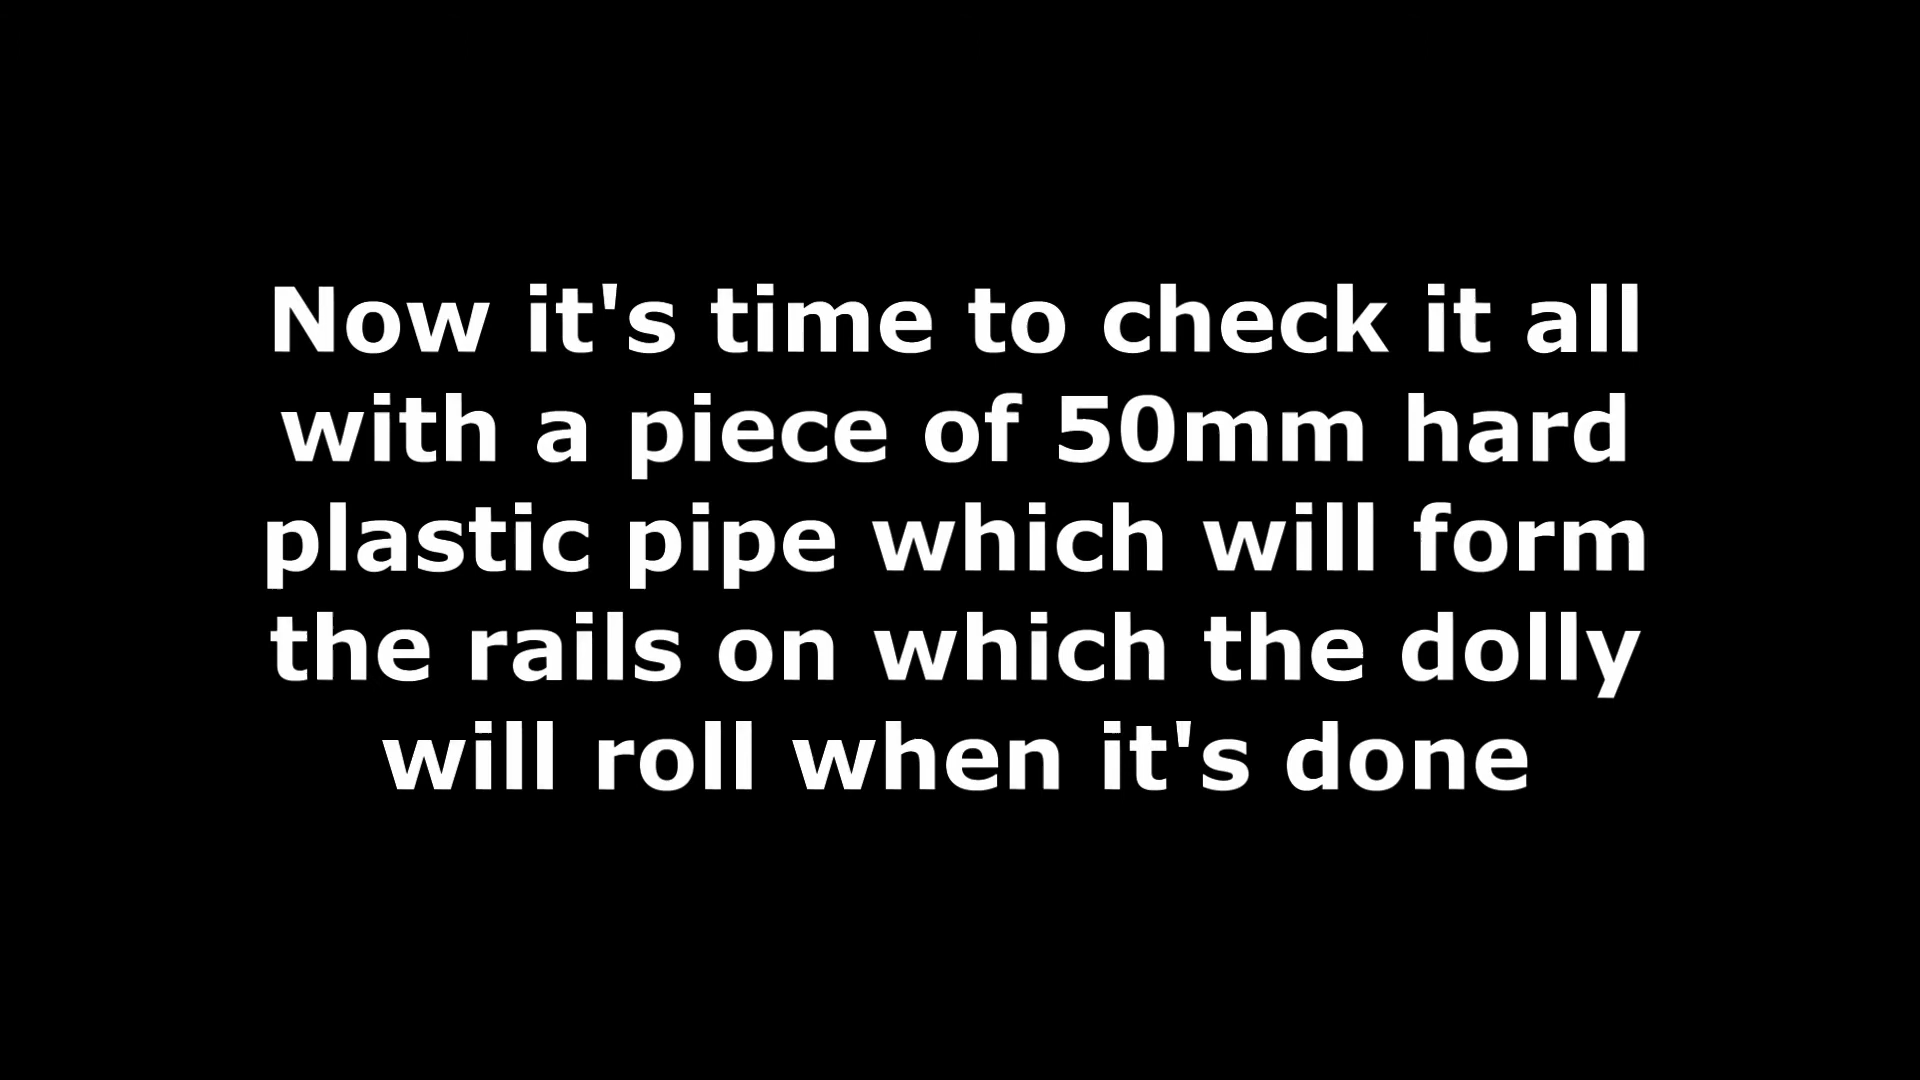 Now it's time to check it all
with a piece of 50mm hard
plastic pipe which will form
the rails on which the dolly
will roll when it's done